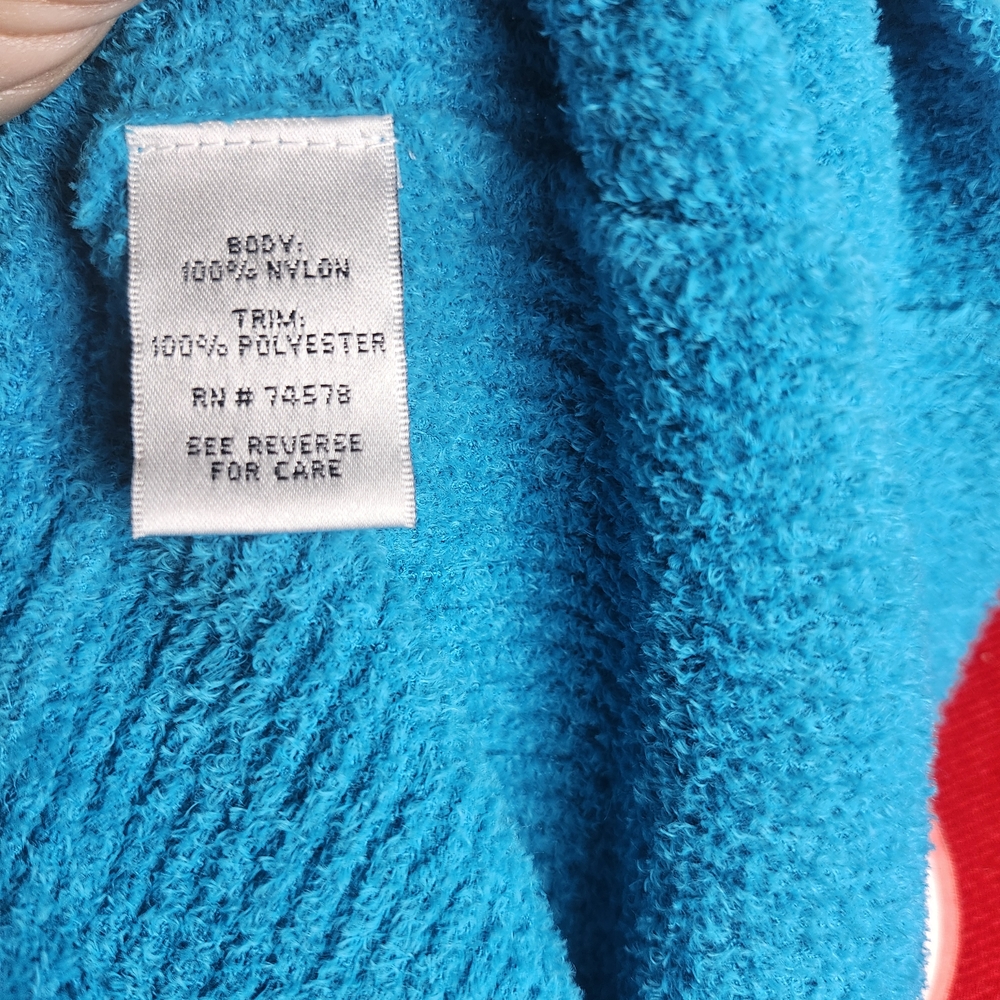 BODY:
100% NYLON
TRIM:
100% POLYESTER
RN # 74578
SEE REVERSE
FOR CARE